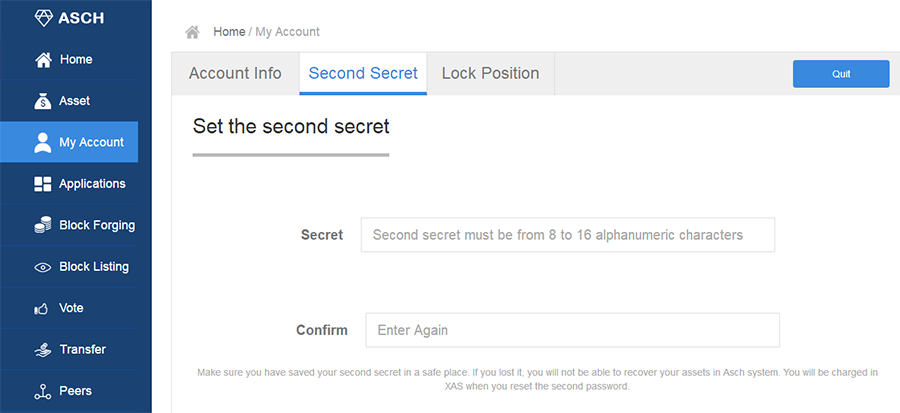 ASCH
Home
Asset
My Account
Applications
Block Forging
Block Listing
Vote
Transfer
Peers
Home / My Account
Account Info
Second Secret
Lock Position
Quit
Set the second secret
Secret
Second secret must be from 8 to 16 alphanumeric characters
Confirm
Enter Again
Make sure you have saved your second secret in a safe place. If you lost it, you will not be able to recover your assets in Asch system. You will be charged in
XAS when you reset the second password.